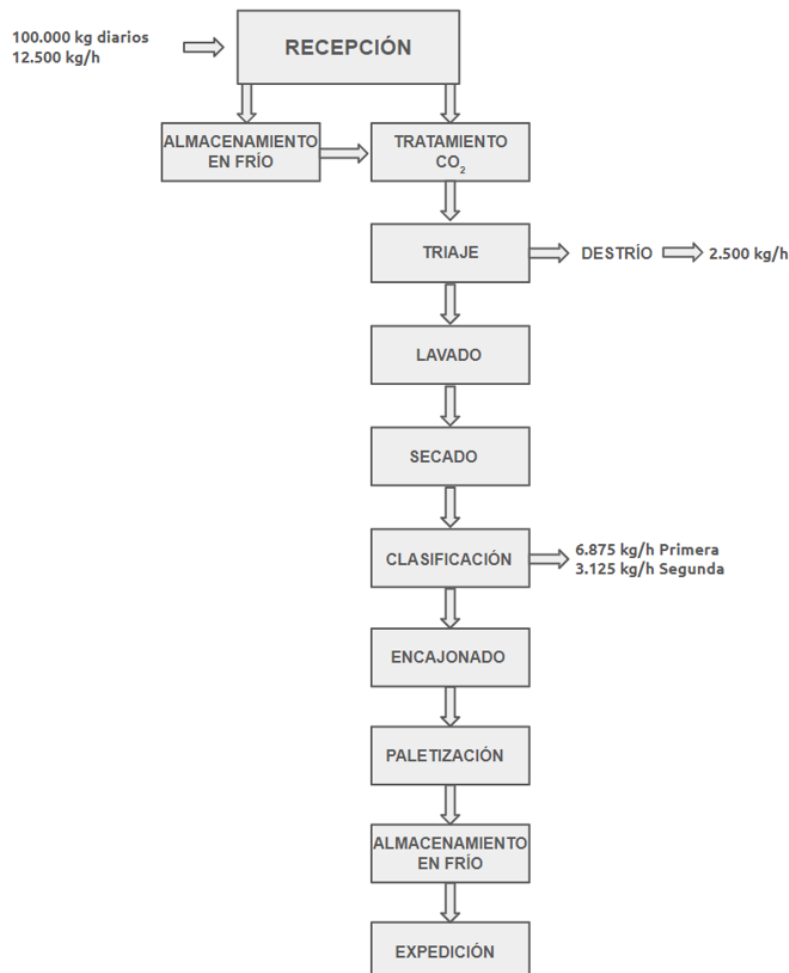 100.000 kg diarios
12.500 kg/h
RECEPCIÓN
ALMACENAMIENTO
EN FRÍO
TRATAMIENTO
CO₂
TRIAJE
DESTRÍO
2.500 kg/h
LAVADO
SECADO
CLASIFICACIÓN
6.875 kg/h Primera
3.125 kg/h Segunda
ENCAJONADO
PALETIZACIÓN
ALMACENAMIENTO
EN FRÍO
EXPEDICIÓN